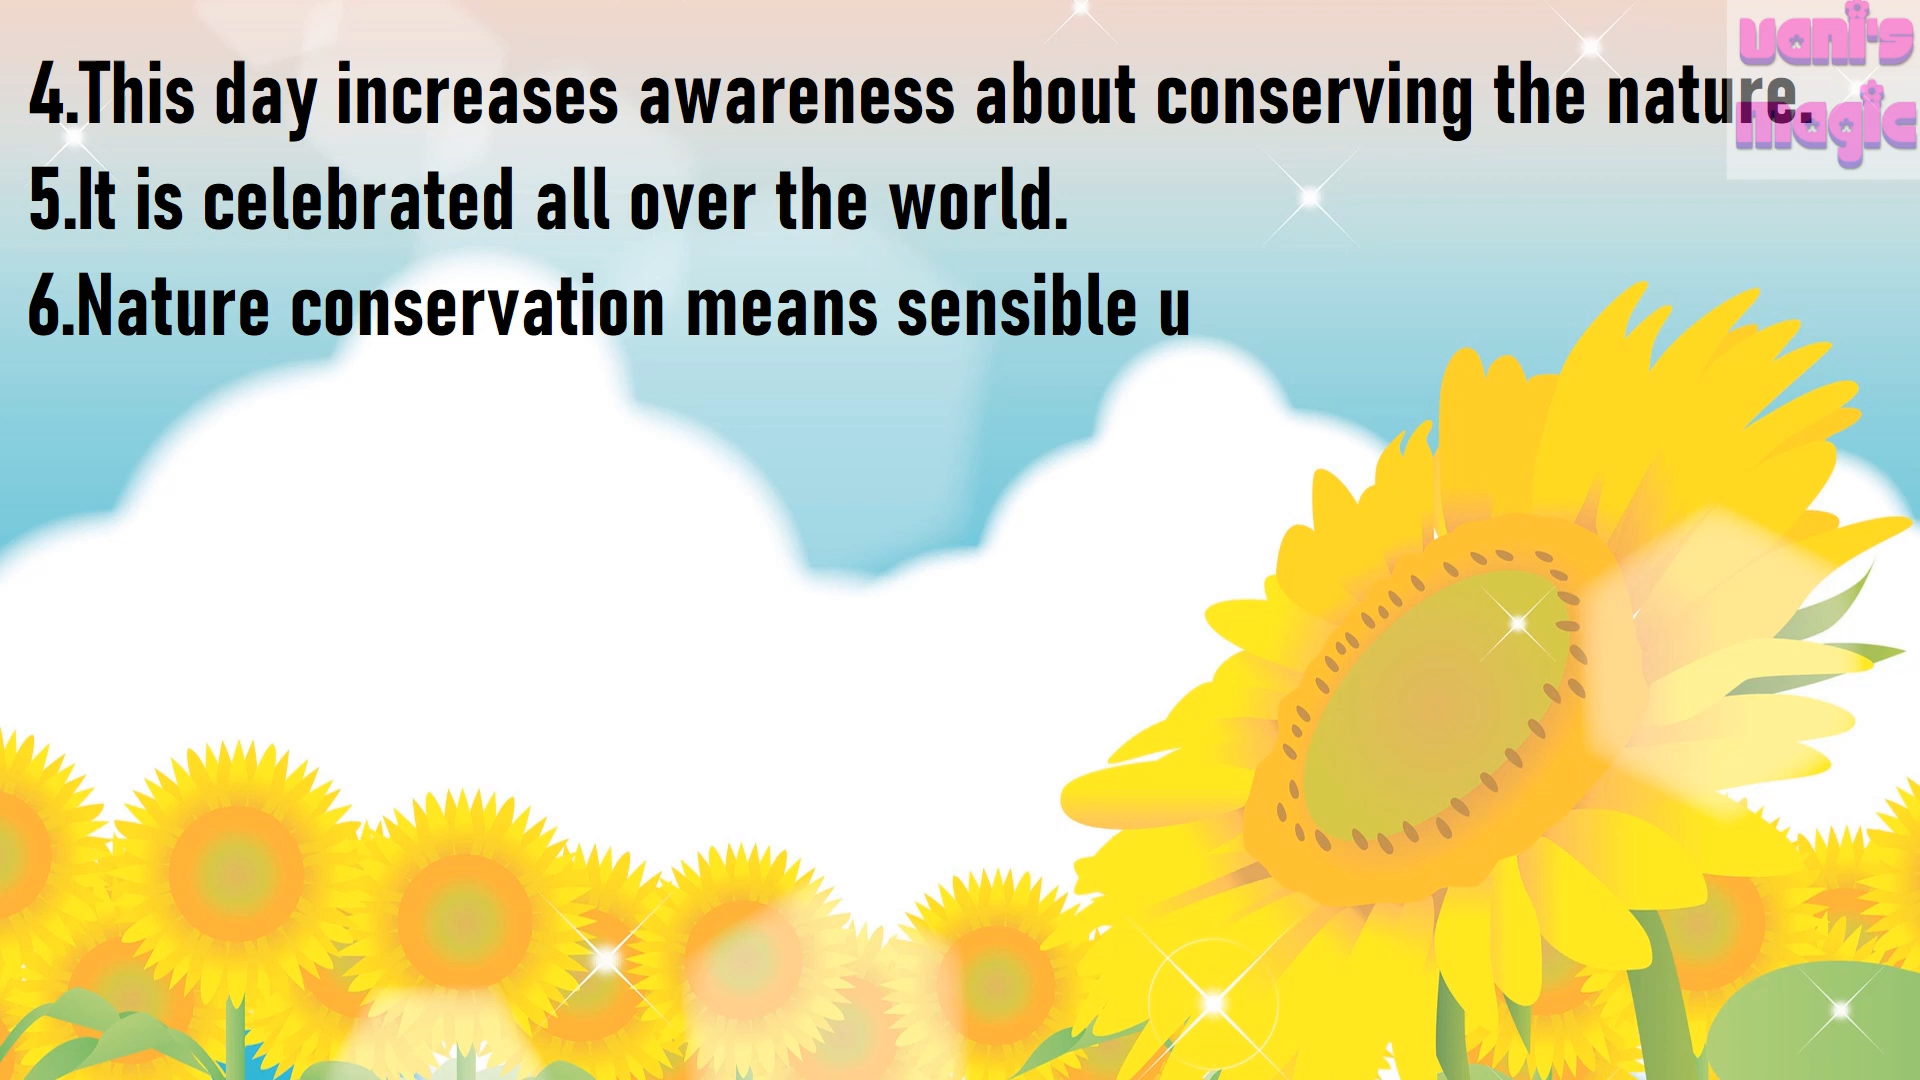 vani's
4.This day increases awareness about conserving the nature.
magic
5.It is celebrated all over the world.
6.Nature conservation means sensible u